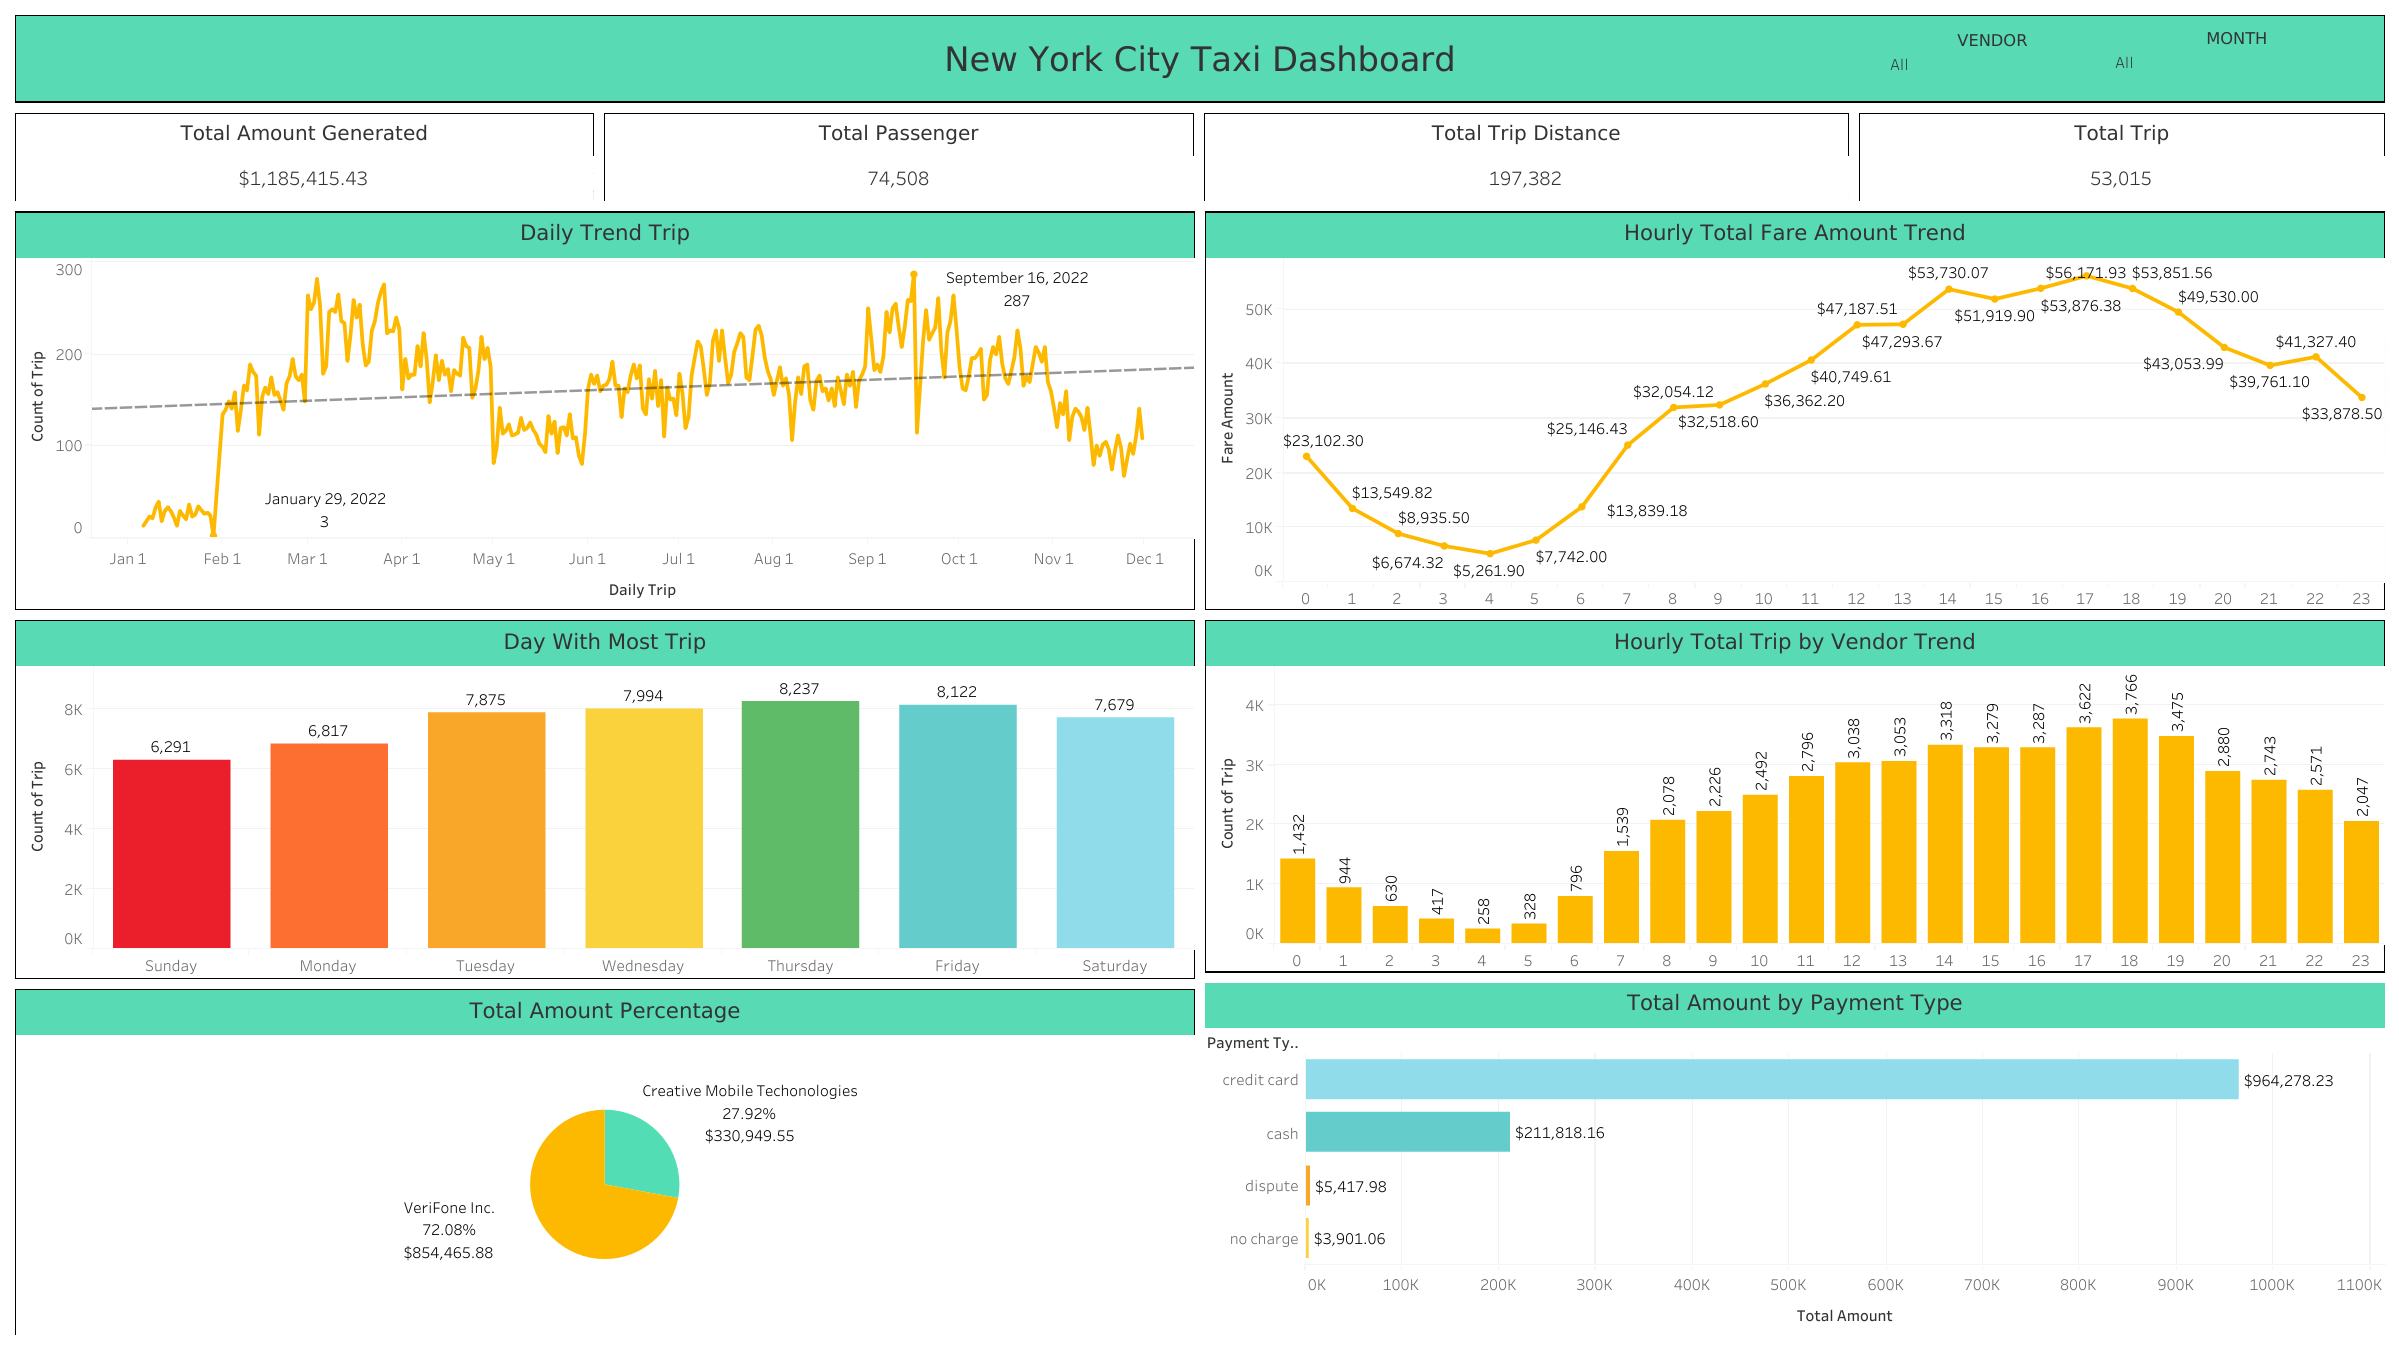 New York City Taxi Dashboard
VENDOR
All
MONTH
All
Total Amount Generated
$1,185,415.43
Total Passenger
74,508
Total Trip Distance
197,382
Total Trip
53,015
Daily Trend Trip
Count of Trip
300
200
100
0
September 16, 2022
287
January 29, 2022
3
Jan 1 Feb 1 Mar 1 Apr 1 May 1 Jun 1 Jul 1 Aug 1 Sep 1 Oct 1 Nov 1 Dec 1
Daily Trip
Hourly Total Fare Amount Trend
Fare Amount
50K
40K
30K
20K
10K
0K
$23,102.30
$13,549.82
$8,935.50
$6,674.32
$5,261.90
$7,742.00
$13,839.18
$25,146.43
$32,054.12
$32,518.60
$36,362.20
$40,749.61
$47,187.51
$47,293.67
$53,730.07
$51,919.90
$53,876.38
$56,171.93
$53,851.56
$49,530.00
$43,053.99
$39,761.10
$41,327.40
$33,878.50
0 1 2 3 4 5 6 7 8 9 10 11 12 13 14 15 16 17 18 19 20 21 22 23
Day With Most Trip
Count of Trip
8K
6K
4K
2K
0K
6,291
6,817
7,875
7,994
8,237
8,122
7,679
Sunday Monday Tuesday Wednesday Thursday Friday Saturday
Hourly Total Trip by Vendor Trend
Count of Trip
4K
3K
2K
1K
0K
1,432
944
630
417
258
328
796
1,539
2,078
2,226
2,492
2,796
3,038
3,053
3,318
3,279
3,287
3,622
3,766
3,475
2,880
2,743
2,571
2,047
0 1 2 3 4 5 6 7 8 9 10 11 12 13 14 15 16 17 18 19 20 21 22 23
Total Amount Percentage
Creative Mobile Techonologies
27.92%
$330,949.55
VeriFone Inc.
72.08%
$854,465.88
Total Amount by Payment Type
Payment Ty..
credit card $964,278.23
cash $211,818.16
dispute $5,417.98
no charge $3,901.06
0K 100K 200K 300K 400K 500K 600K 700K 800K 900K 1000K 1100K
Total Amount